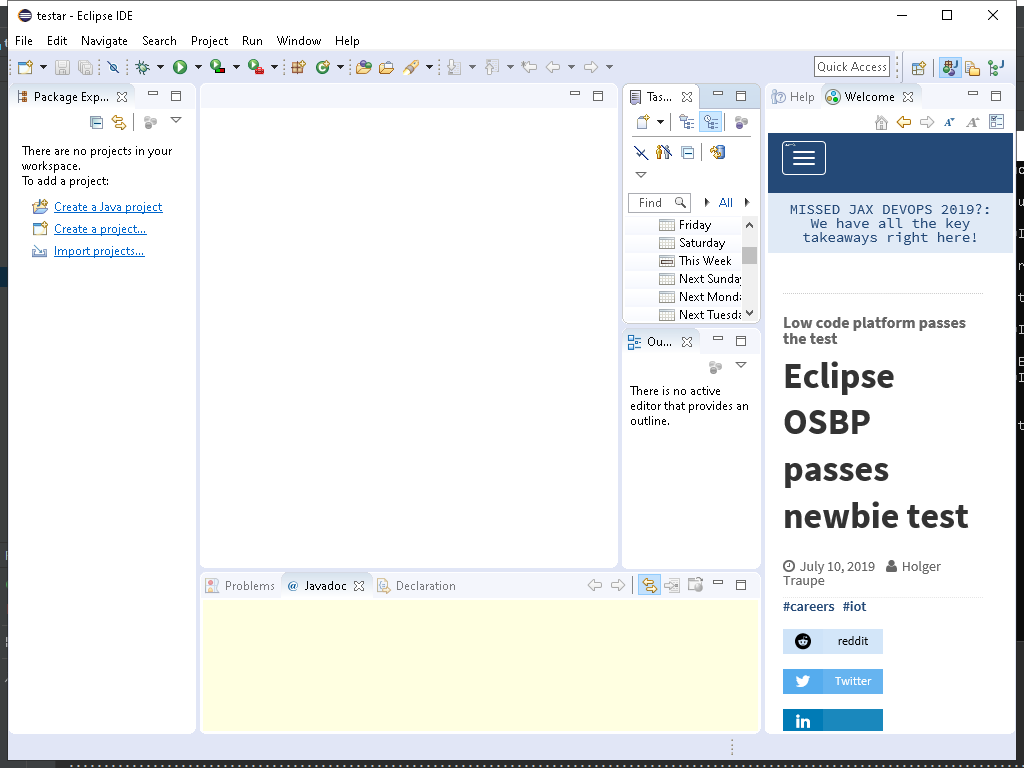 testar - Eclipse IDE
File Edit Navigate Search Project Run Window Help
Quick Access
Package Exp...
There are no projects in your
workspace.
To add a project:
Create a Java project
Create a project...
Import projects...
Tas...
Find
All
Friday
Saturday
This Week
Next Sunday
Next Monda
Next Tuesda
Ou...
There is no active
editor that provides an
outline.
Problems
@ Javadoc
Declaration
Help
Welcome
MISSED JAX DEVOPS 2019?:
We have all the key
takeaways right here!
Low code platform passes
the test
Eclipse
OSBP
passes
newbie test
July 10, 2019 Holger
Traupe
#careers #iot
reddit
Twitter
in